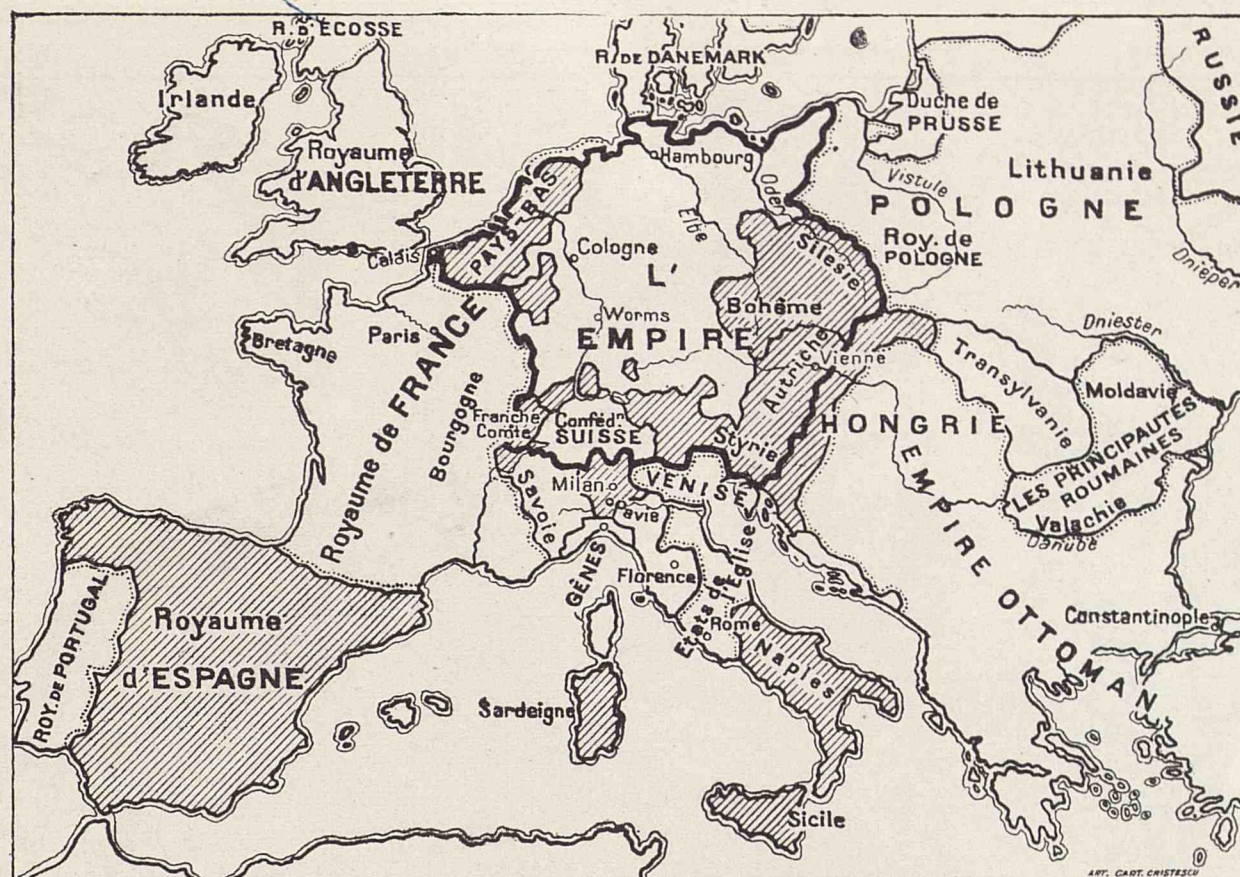 R. D'ÉCOSSE
Irlande
Royaume
d'ANGLETERRE
R. DE DANEMARK
RUSSIE
Duche de
PRUSSE
Hambourg
Lithuanie
POLOGNE
Vistule
Oder
Elbe
Roy. de
POLOGNE
Dnieper
PAYS-BAS
Calais
Cologne
L'
EMPIRE
Silesie
Bohême
Worms
Paris
Bretagne
Autriche
Vienne
Dniester
Transylvanie
Moldavie
Royaume de FRANCE
Bourgogne
Franche
Comté
Conféd.n
SUISSE
Styrie
HONGRIE
LES PRINCIPAUTÉS
ROUMAINES
Valachie
Danube
Savoie
Milan
Pavie
VENISE
EMPIRE OTTOMAN
GÊNES
Florence
Etats de
l'Eglise
Rome
Naples
Constantinople
ROY. DE PORTUGAL
Royaume
d'ESPAGNE
Sardeigne
Sicile
ART. CART. CRISTESCU